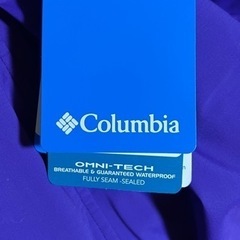 Columbia
OMNI-TECH
BREATHABLE & GUARANTEED WATERPROOF
FULLY SEAM-SEALED